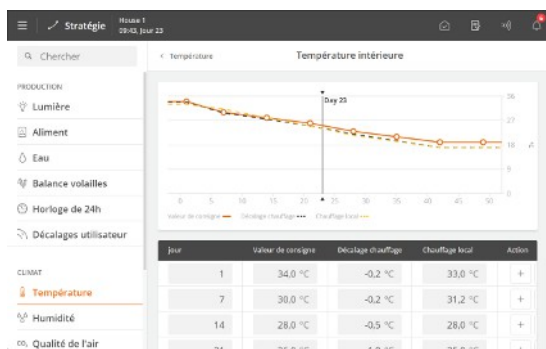 Stratégie
House 1
09:43, Jour 23
6
Chercher
Température
Température intérieure
PRODUCTION
Lumière
Aliment
Eau
Balance volailles
Horloge de 24h
Décalages utilisateur
CLIMAT
Température
Humidité
CO₂ Qualité de l'air
Day 23
36
27
18
9
0
°C
0 5 10 15 20 25 30 35 40 45 50
Valeur de consigne Décalage chauffage Chauffage local
Jour Valeur de consigne Décalage chauffage Chauffage local Action
1 34,0 °C -0,2 °C 33,0 °C +
7 30,0 °C -0,2 °C 31,2 °C +
14 28,0 °C -0,5 °C 28,0 °C +